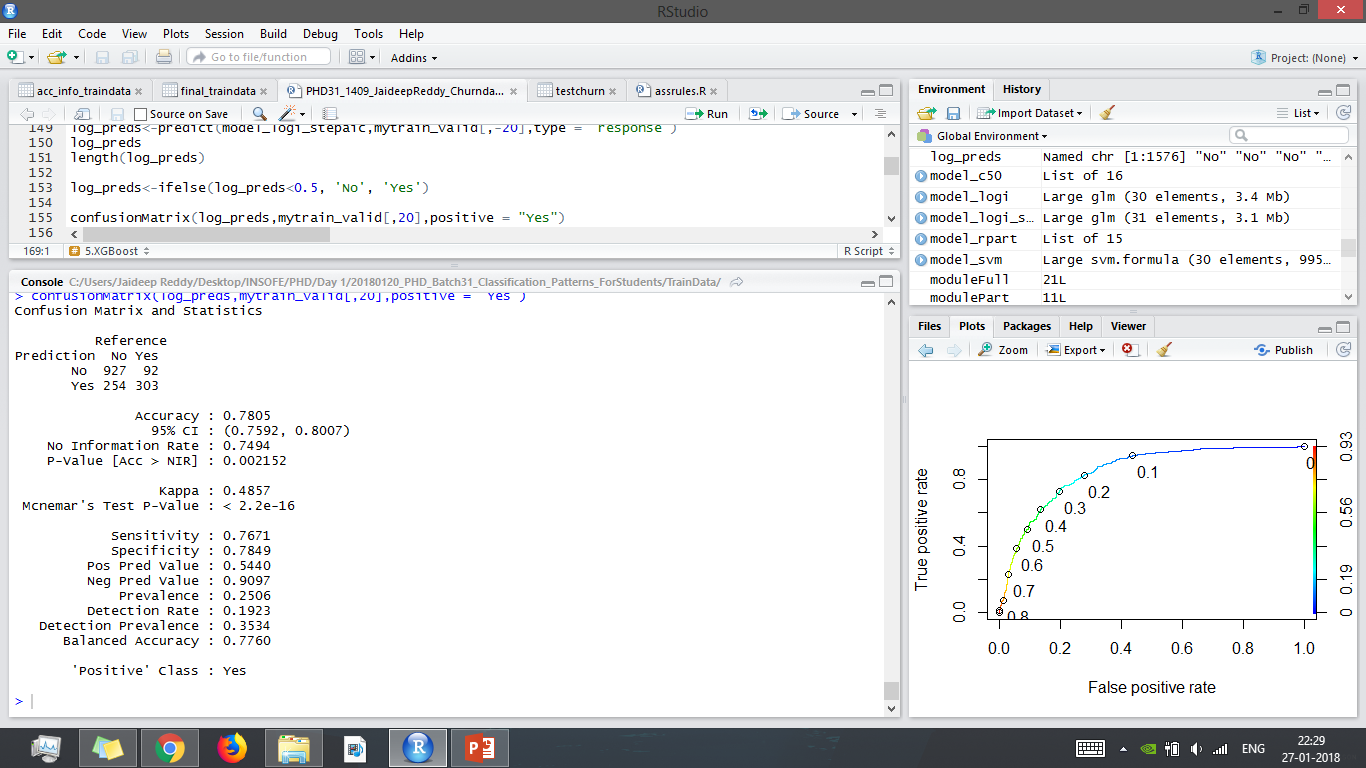 RStudio
File Edit Code View Plots Session Build Debug Tools Help
Go to file/function Addins Project: (None)
acc_info_traindata final_traindata PHD31_1409_JaideepReddy_Churnda... testchurn assrules.R
Source on Save Run Source
149 log_preds<-predict(model_logi_stepaic,mytrain_valid[,-20],type = "response")
150 log_preds
151 length(log_preds)
152
153 log_preds<-ifelse(log_preds<0.5, 'No', 'Yes')
154
155 confusionMatrix(log_preds,mytrain_valid[,20],positive = "Yes")
156
169:1 # 5.XGBoost R Script
Console C:/Users/Jaideep Reddy/Desktop/INSOFE/PHD/Day 1/20180120_PHD_Batch31_Classification_Patterns_ForStudents/TrainData/
> confusionMatrix(log_preds,mytrain_valid[,20],positive = "Yes")
Confusion Matrix and Statistics
Reference
Prediction No Yes
No 927 92
Yes 254 303
Accuracy : 0.7805
95% CI : (0.7592, 0.8007)
No Information Rate : 0.7494
P-Value [Acc > NIR] : 0.002152
Kappa : 0.4857
Mcnemar's Test P-Value : < 2.2e-16
Sensitivity : 0.7671
Specificity : 0.7849
Pos Pred Value : 0.5440
Neg Pred Value : 0.9097
Prevalence : 0.2506
Detection Rate : 0.1923
Detection Prevalence : 0.3534
Balanced Accuracy : 0.7760
'Positive' Class : Yes
>
Environment History
Import Dataset List
Global Environment
log_preds Named chr [1:1576] "No" "No" "No" "…
model_c50 List of 16
model_logi Large glm (30 elements, 3.4 Mb)
model_logi_s… Large glm (31 elements, 3.1 Mb)
model_rpart List of 15
model_svm Large svm.formula (30 elements, 995…
moduleFull 21L
modulePart 11L
Files Plots Packages Help Viewer
Zoom Export Publish
True positive rate
0.0 0.4 0.8
0
0.1
0.2
0.3
0.4
0.5
0.6
0.7
0.8
0 0.19 0.56 0.93
0.0 0.2 0.4 0.6 0.8 1.0
False positive rate
ENG 22:29
27-01-2018